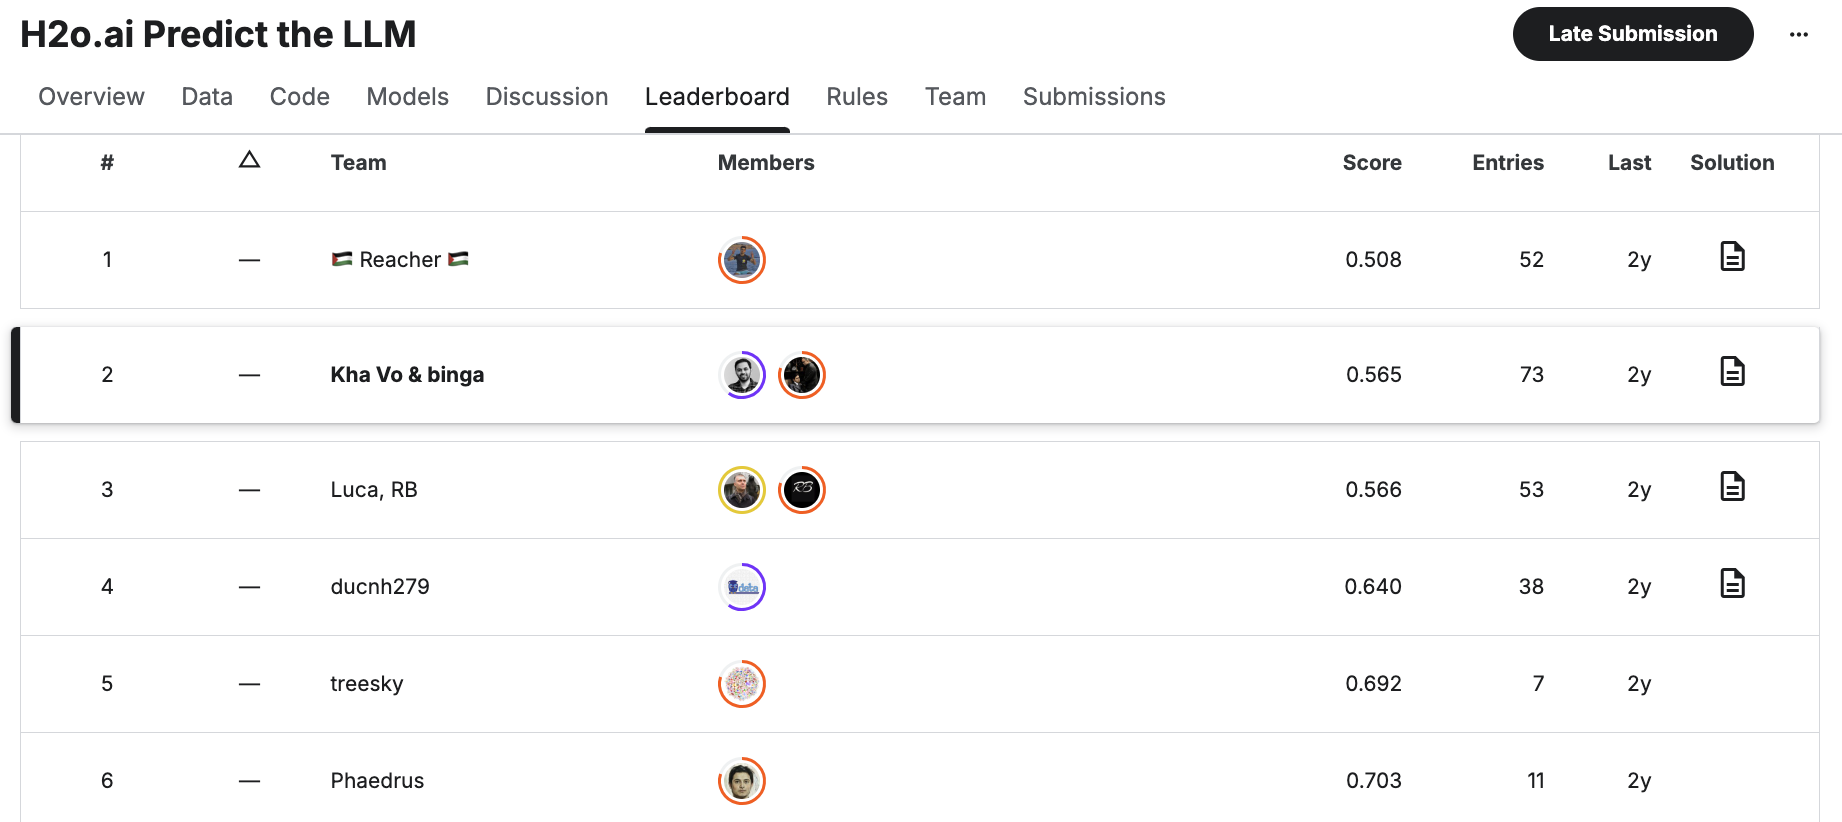 H2o.ai Predict the LLM
Late Submission
Overview Data Code Models Discussion Leaderboard Rules Team Submissions
# △ Team Members Score Entries Last Solution
1 — 🇵🇸 Reacher 🇵🇸 0.508 52 2y
2 — Kha Vo & binga 0.565 73 2y
3 — Luca, RB RB 0.566 53 2y
4 — ducnh279 data 0.640 38 2y
5 — treesky 0.692 7 2y
6 — Phaedrus 0.703 11 2y